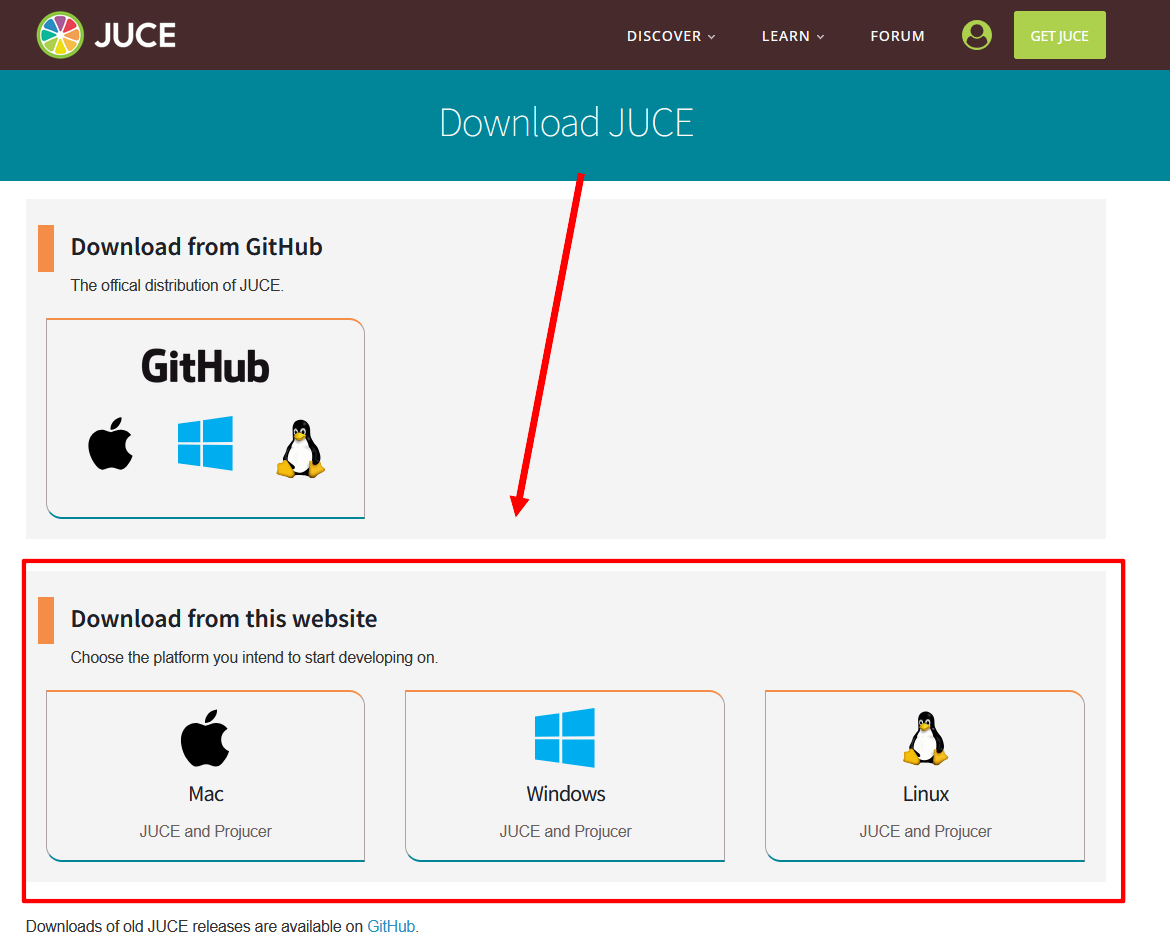 JUCE
DISCOVER
LEARN
FORUM
GET JUCE
Download JUCE
Download from GitHub
The offical distribution of JUCE.
GitHub
Download from this website
Choose the platform you intend to start developing on.
Mac
JUCE and Projucer
Windows
JUCE and Projucer
Linux
JUCE and Projucer
Downloads of old JUCE releases are available on GitHub.